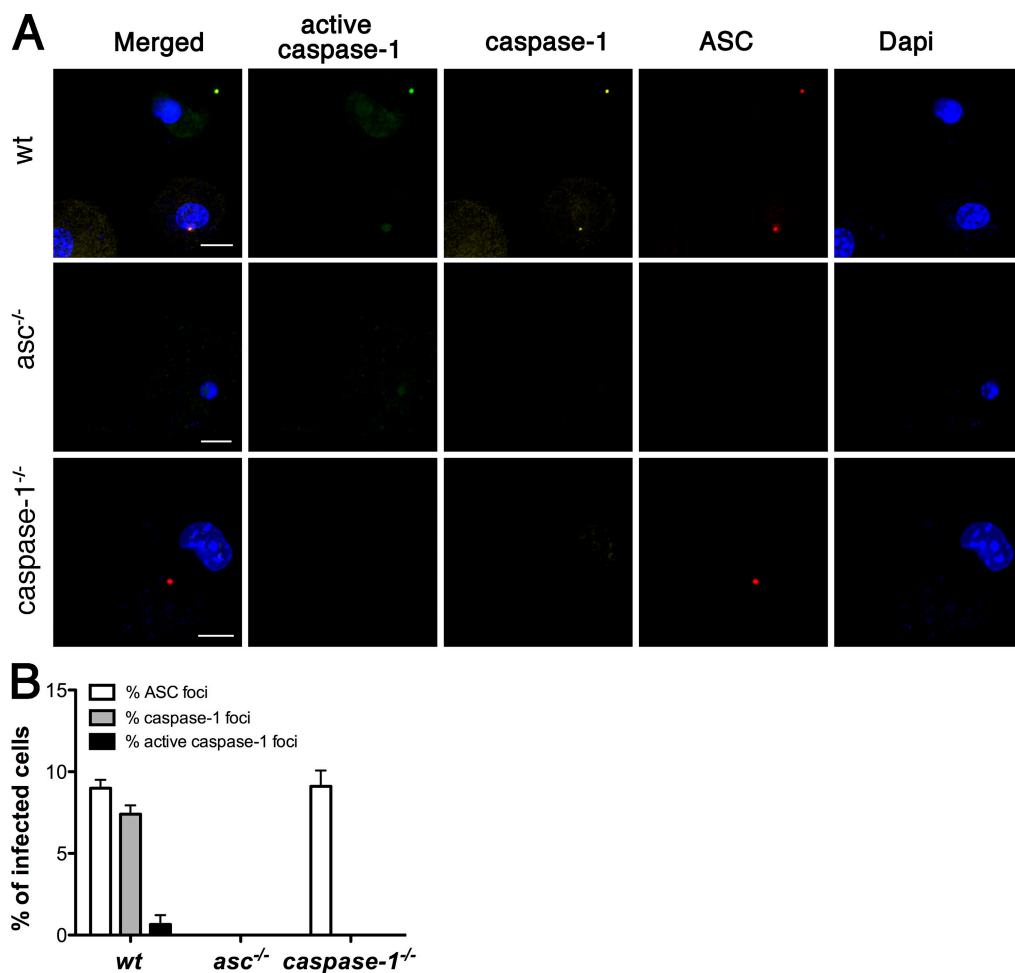 A
Merged
active
caspase-1
caspase-1
ASC
Dapi
wt
asc-/-
caspase-1-/-
B
15
10
5
0
% of infected cells
% ASC foci
% caspase-1 foci
% active caspase-1 foci
wt
asc-/-
caspase-1-/-